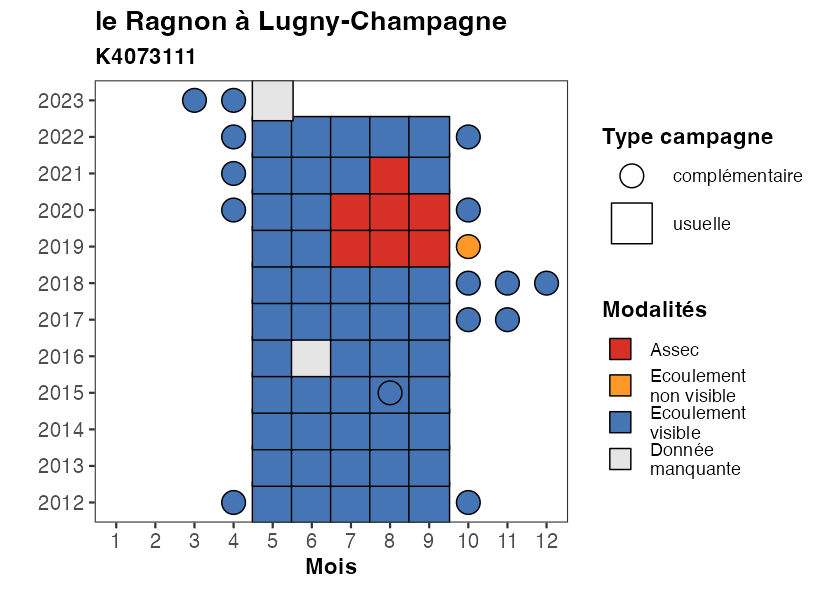 le Ragnon à Lugny-Champagne
K4073111
2023
2022
2021
2020
2019
2018
2017
2016
2015
2014
2013
2012
1 2 3 4 5 6 7 8 9 10 11 12
Mois
Type campagne
complémentaire
usuelle
Modalités
Assec
Ecoulement
non visible
Ecoulement
visible
Donnée
manquante